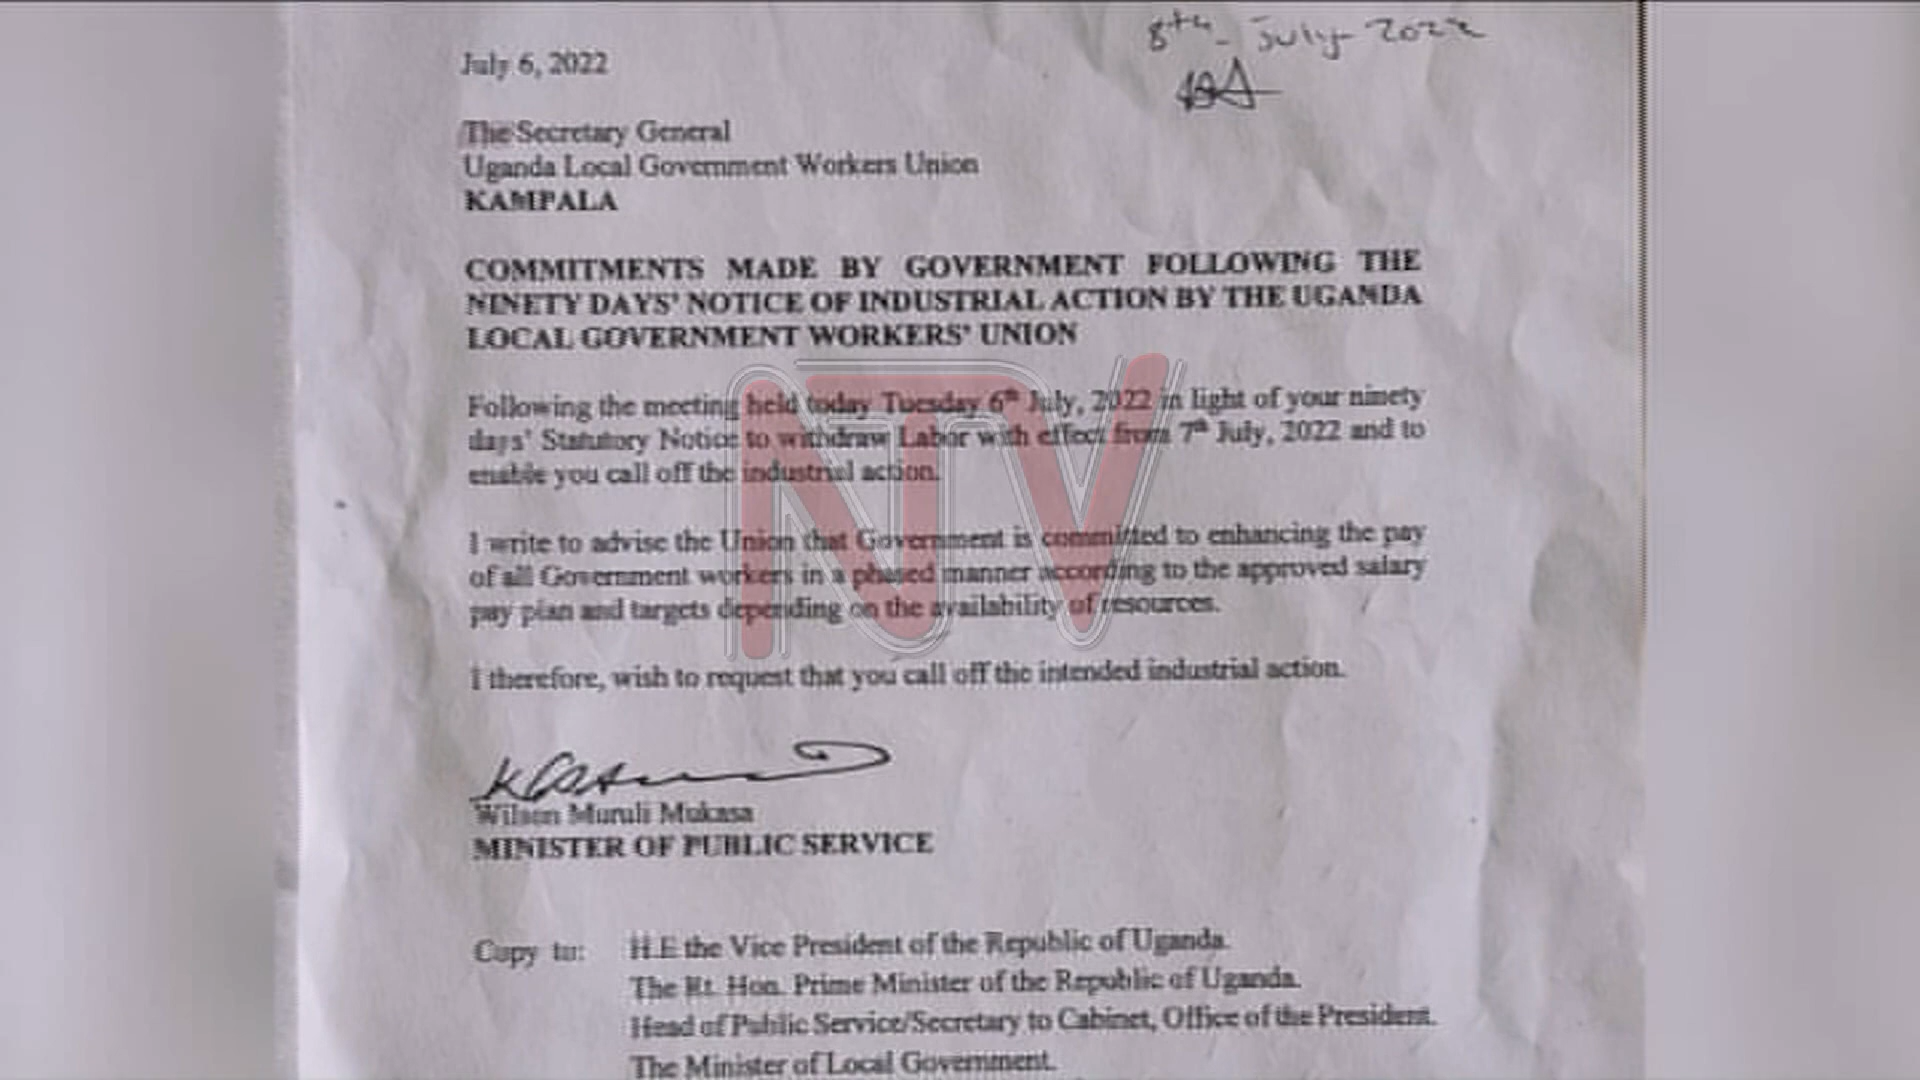 8th - July - 2022
July 6, 2022
The Secretary General
Uganda Local Government Workers Union
KAMPALA
COMMITMENTS MADE BY GOVERNMENT FOLLOWING THE
NINETY DAYS' NOTICE OF INDUSTRIAL ACTION BY THE UGANDA
LOCAL GOVERNMENT WORKERS' UNION
Following the meeting held today Tuesday 6th July, 2022 in light of your ninety
days' Statutory Notice to withdraw Labor with effect from 7th July, 2022 and to
enable you call off the industrial action.
NTV
I write to advise the Union that Government is committed to enhancing the pay
of all Government workers in a phased manner according to the approved salary
pay plan and targets depending on the availability of resources.
I therefore, wish to request that you call off the intended industrial action.
Wilson Muruli Mukasa
MINISTER OF PUBLIC SERVICE
Copy to: H.E the Vice President of the Republic of Uganda.
The Rt. Hon. Prime Minister of the Republic of Uganda.
Head of Public Service/Secretary to Cabinet, Office of the President.
The Minister of Local Government.